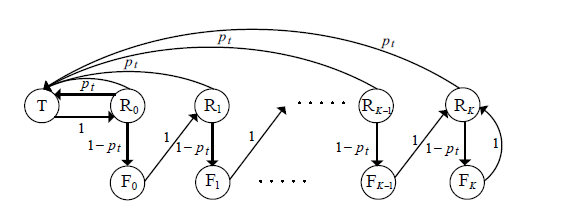 p_t
p_t
p_t
p_t
T R_0 R_1 ..... R_{K-1} R_K
1
1-p_t 1 1-p_t 1 1-p_t 1 1-p_t 1
F_0 F_1 ..... F_{K-1} F_K